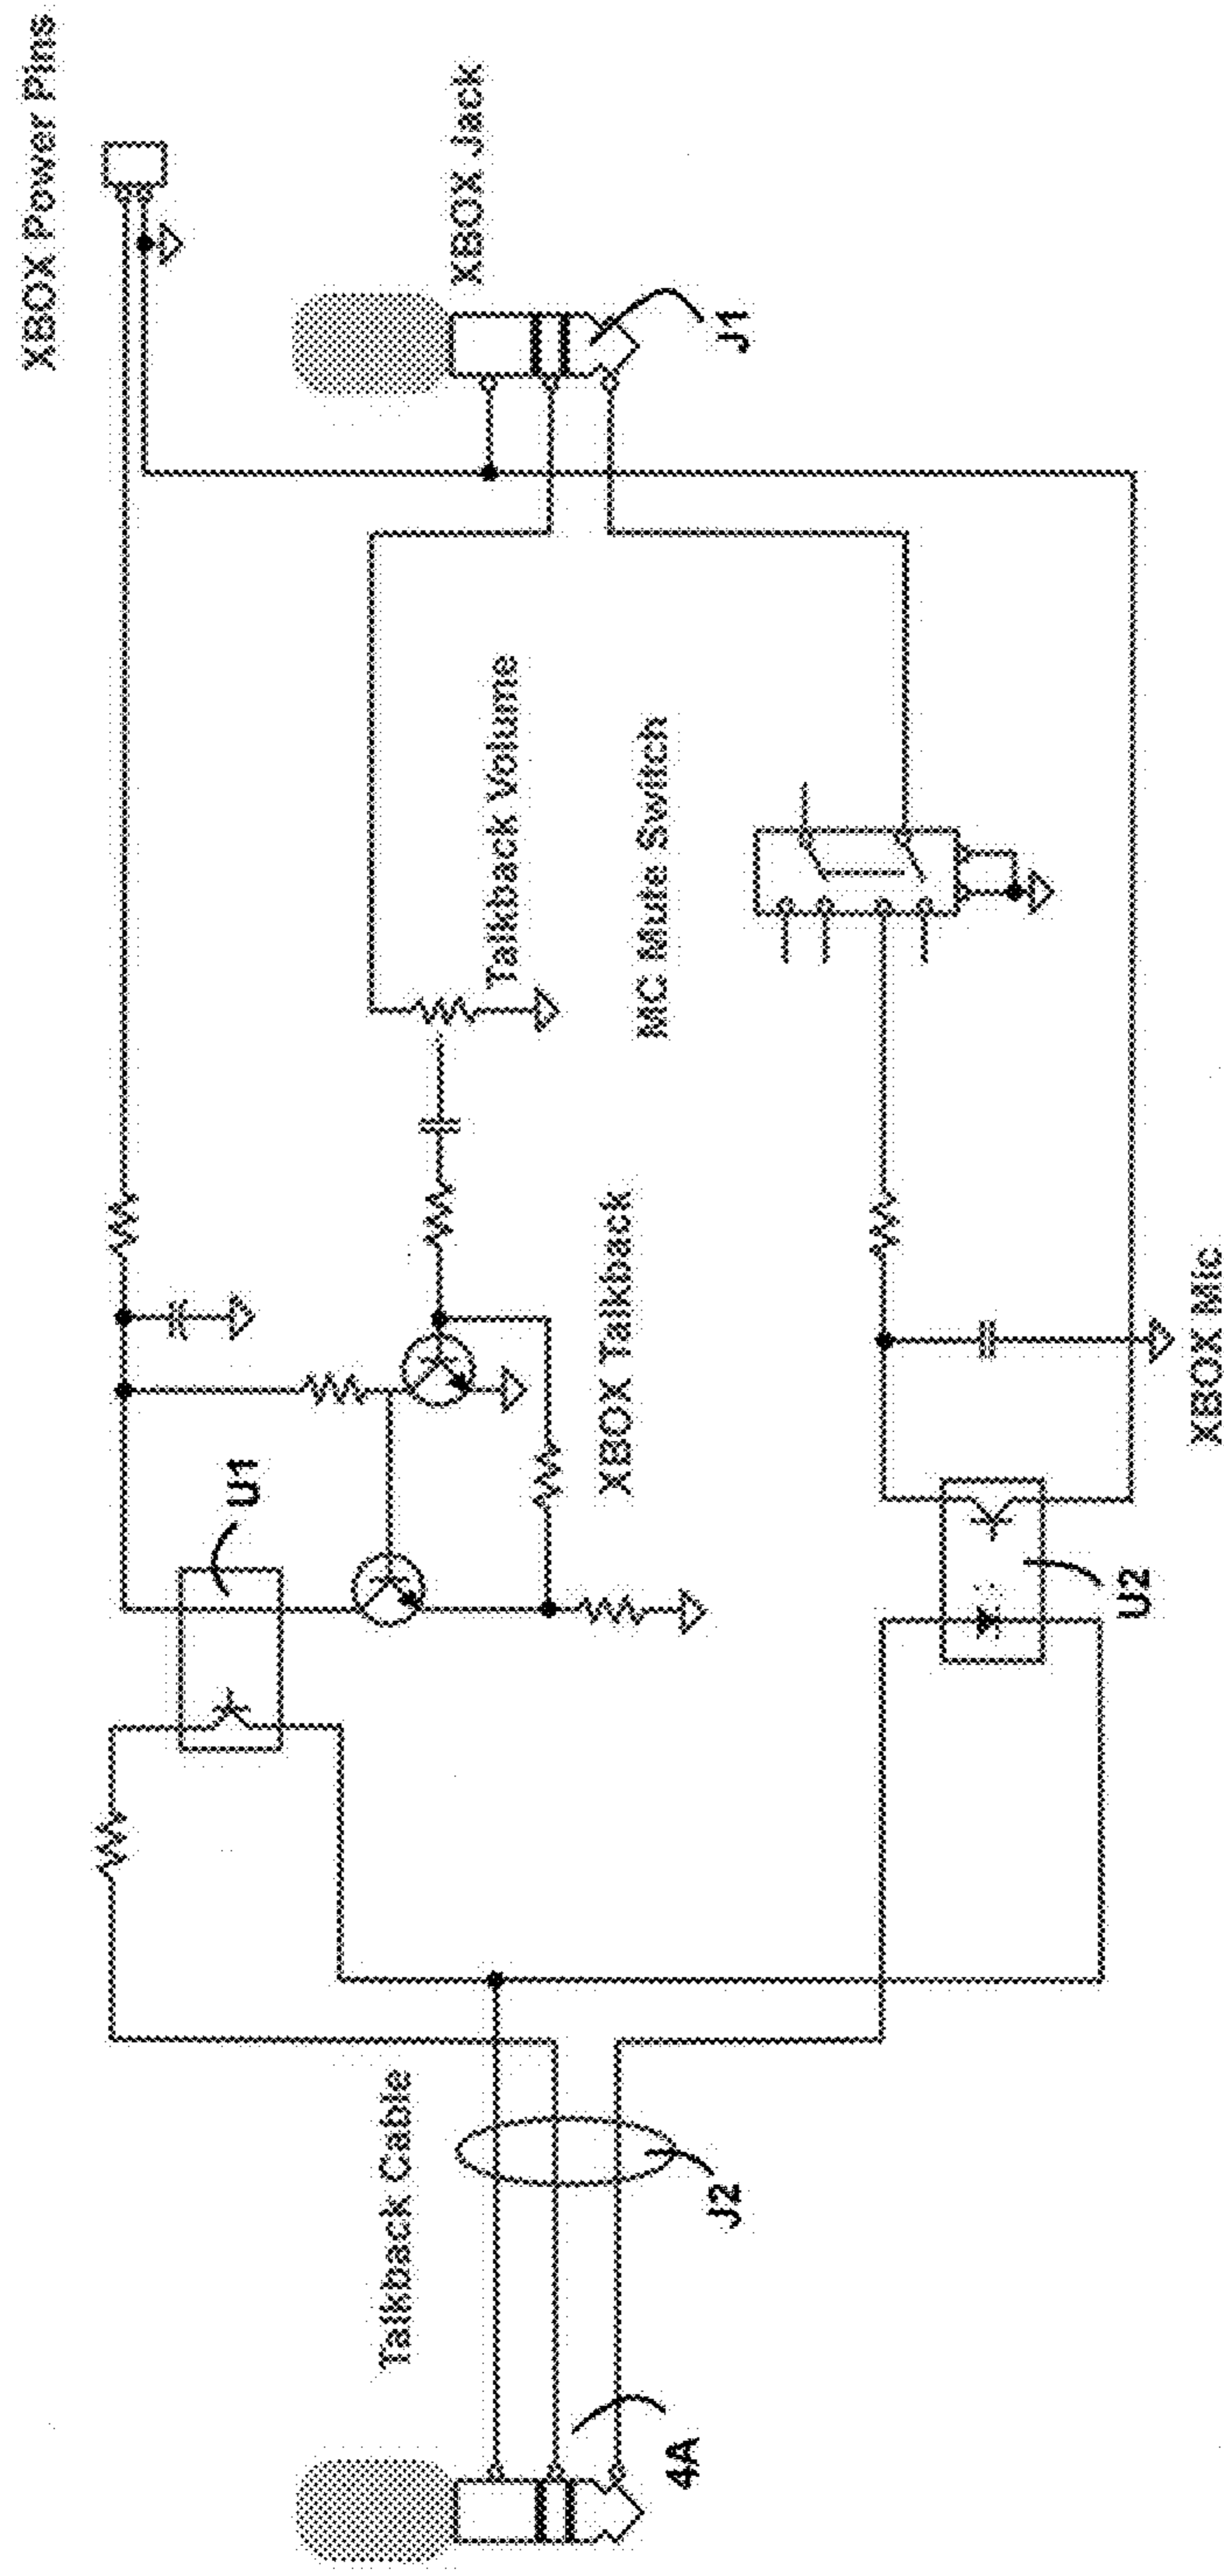 XBOX Power Pins
XBOX Jack
J1
Talkback Volume
MC Mute Switch
XBOX Talkback
U1
XBOX Mic
U2
Talkback Cable
J2
4A